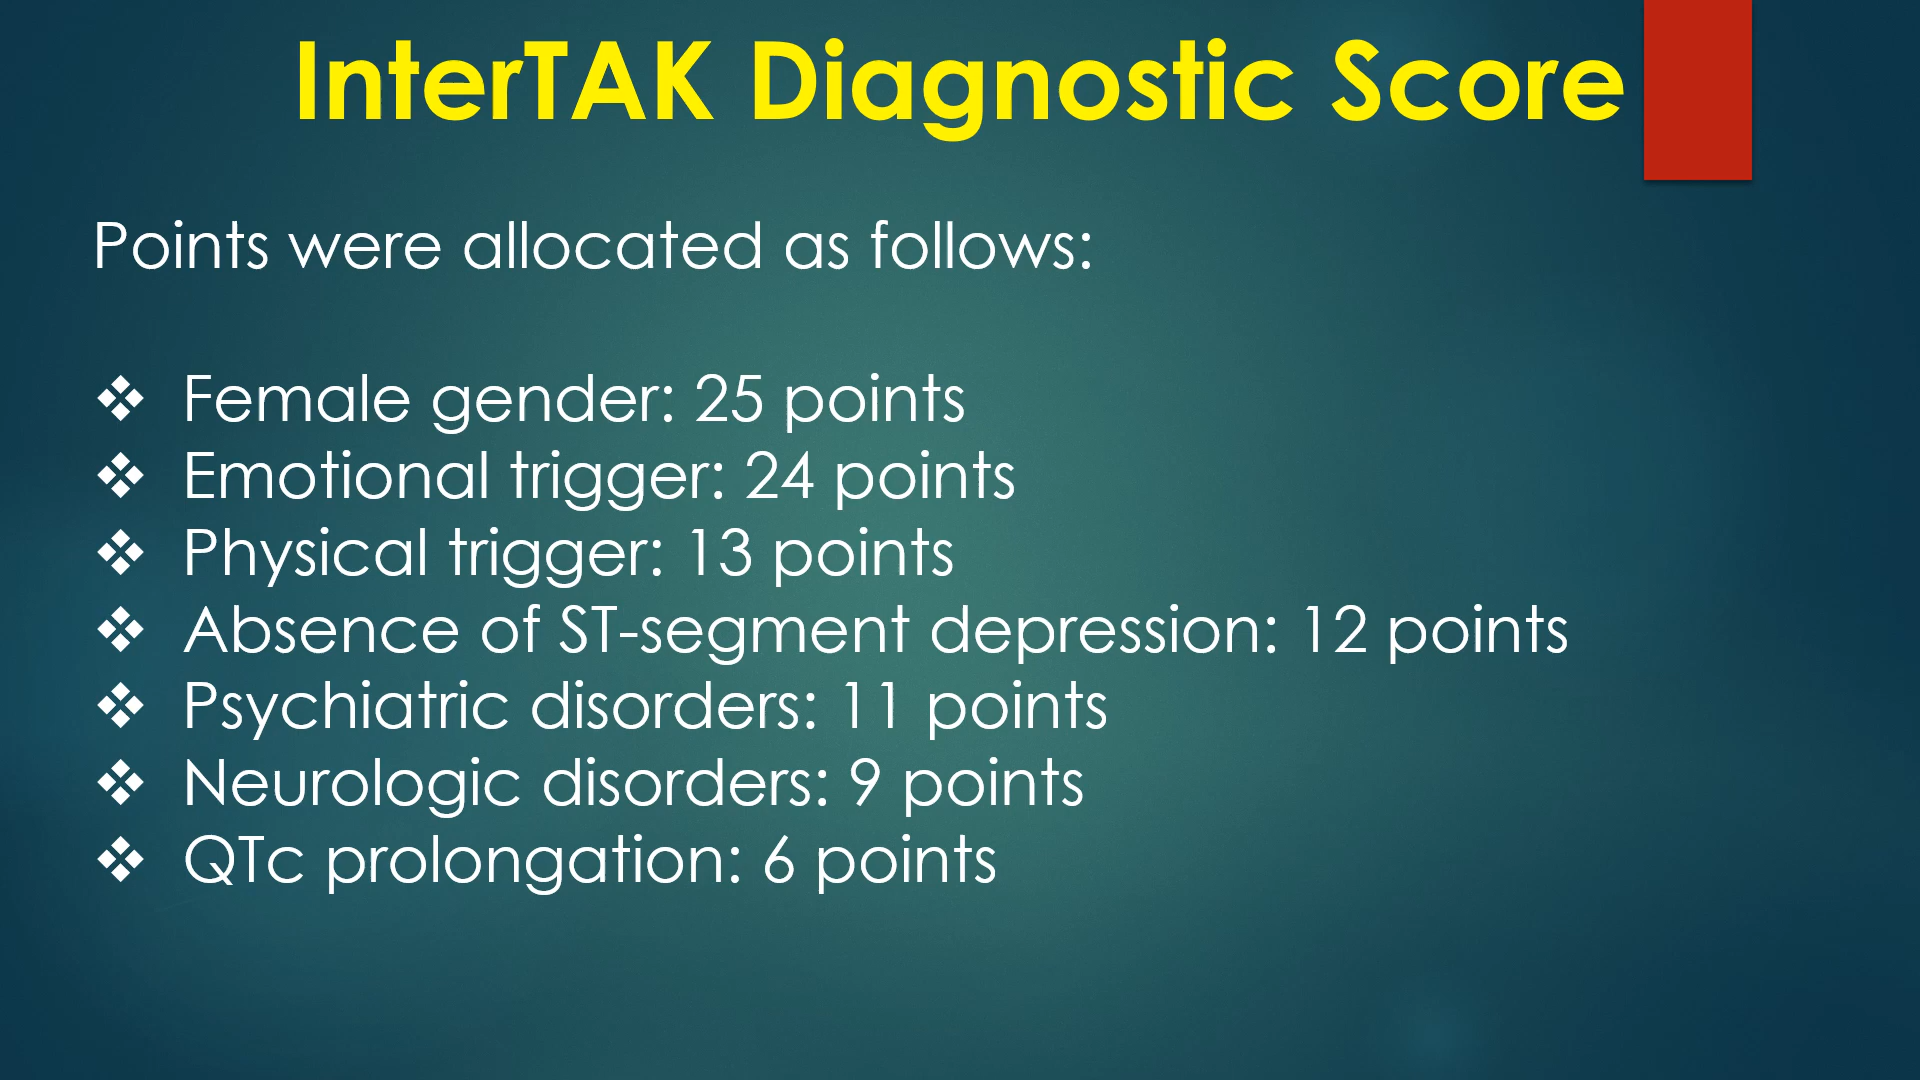 InterTAK Diagnostic Score
Points were allocated as follows:
❖ Female gender: 25 points
❖ Emotional trigger: 24 points
❖ Physical trigger: 13 points
❖ Absence of ST-segment depression: 12 points
❖ Psychiatric disorders: 11 points
❖ Neurologic disorders: 9 points
❖ QTc prolongation: 6 points